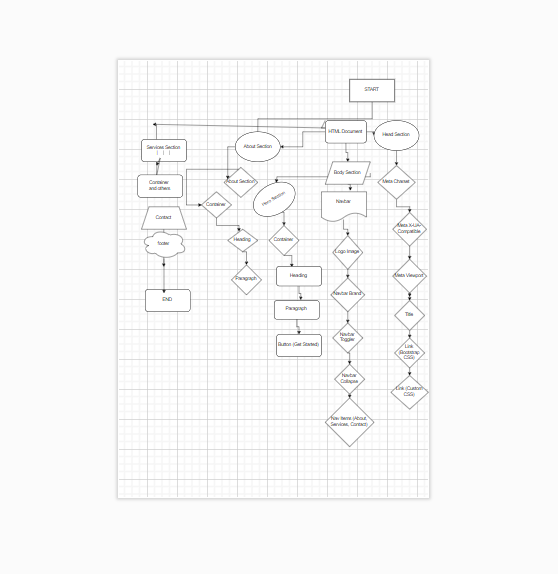 START
HTML Document
Head Section
Services Section
About Section
Body Section
Meta Charset
Container
and others
About Section
Hero Section
Navbar
Container
Contact
Meta X-UA-
Compatible
footer
Heading
Container
Logo Image
Paragraph
Heading
Meta Viewport
END
Navbar Brand
Paragraph
Title
Button (Get Started)
Navbar
Toggler
Link
(Bootstrap
CSS)
Navbar
Collapse
Link (Custom
CSS)
Nav Items (About,
Services, Contact)